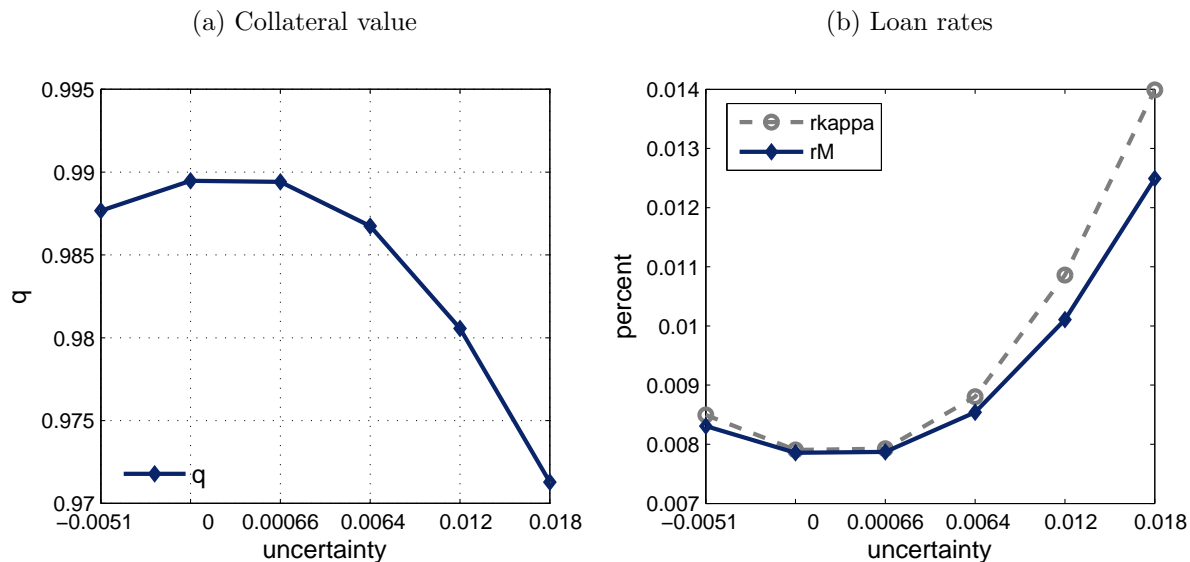 (a) Collateral value
0.995
0.99
0.985
0.98
0.975
0.97
q
q
−0.0051 0 0.00066 0.0064 0.012 0.018
uncertainty
(b) Loan rates
0.014
0.013
0.012
0.011
0.01
0.009
0.008
0.007
percent
rkappa
rM
−0.0051 0 0.00066 0.0064 0.012 0.018
uncertainty